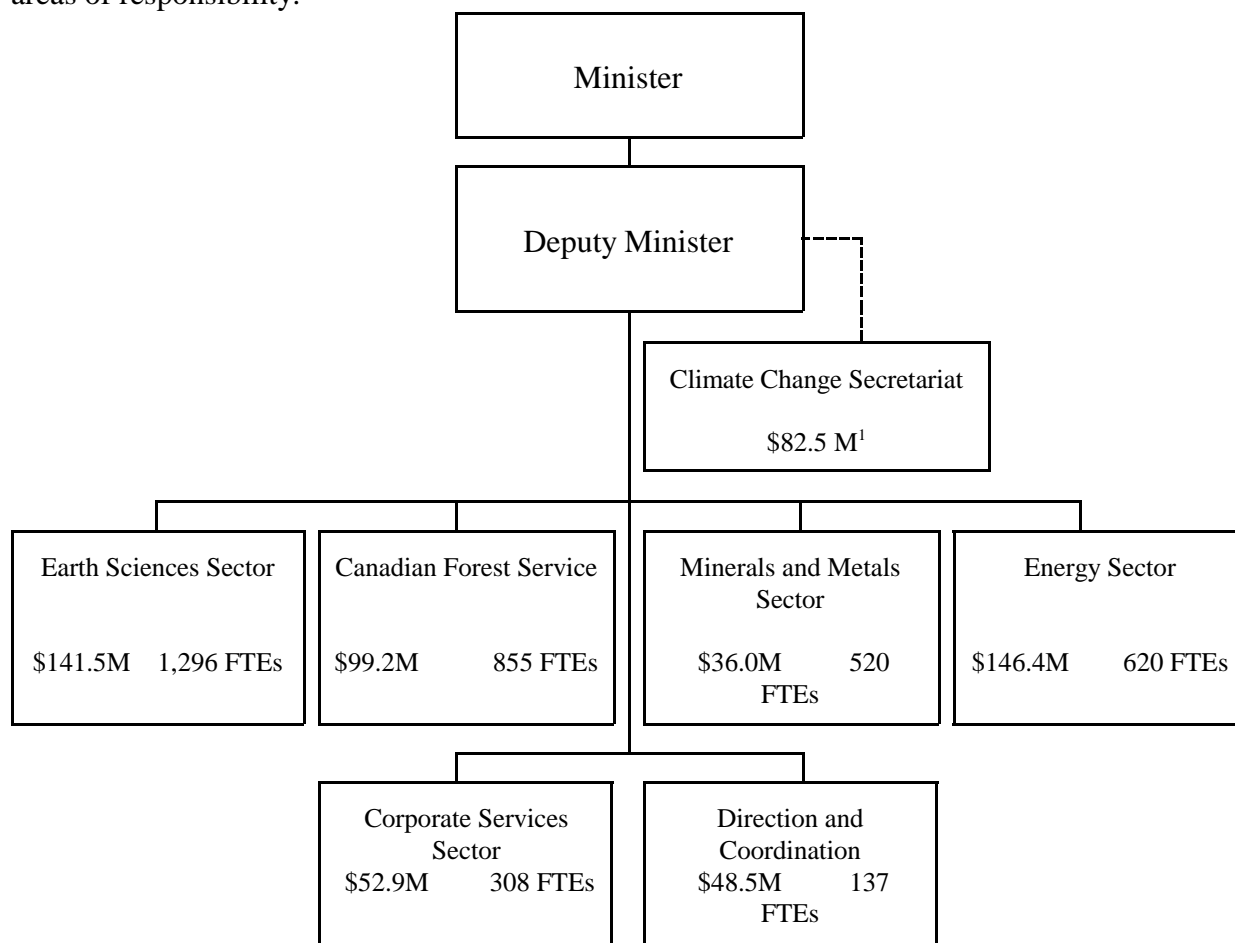 areas of responsibility.
Minister
Deputy Minister
Climate Change Secretariat
$82.5 M1
Earth Sciences Sector
$141.5M 1,296 FTEs
Canadian Forest Service
$99.2M 855 FTEs
Minerals and Metals
Sector
$36.0M 520
FTEs
Energy Sector
$146.4M 620 FTEs
Corporate Services
Sector
$52.9M 308 FTEs
Direction and
Coordination
$48.5M 137
FTEs